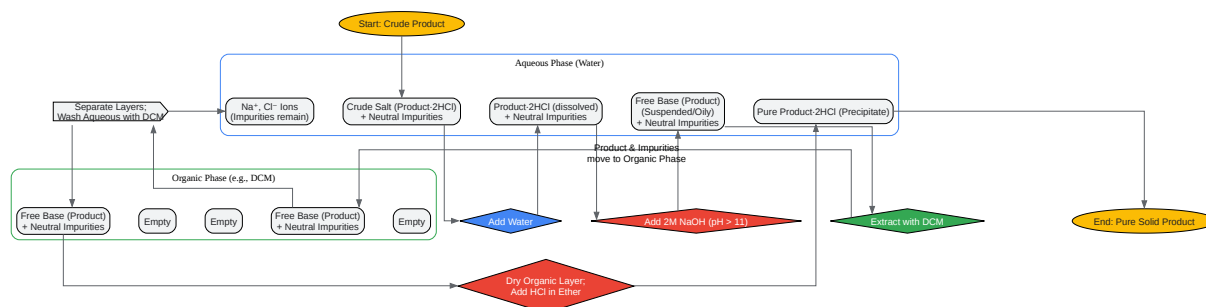 Start: Crude Product
Aqueous Phase (Water)
Separate Layers;
Wash Aqueous with DCM
Na⁺, Cl⁻ Ions
(Impurities remain)
Crude Salt (Product·2HCl)
+ Neutral Impurities
Product·2HCl (dissolved)
+ Neutral Impurities
Free Base (Product)
(Suspended/Oily)
+ Neutral Impurities
Pure Product·2HCl (Precipitate)
Product & Impurities
move to Organic Phase
Organic Phase (e.g., DCM)
Free Base (Product)
+ Neutral Impurities
Empty
Empty
Free Base (Product)
+ Neutral Impurities
Empty
Add Water
Add 2M NaOH (pH > 11)
Extract with DCM
End: Pure Solid Product
Dry Organic Layer;
Add HCl in Ether